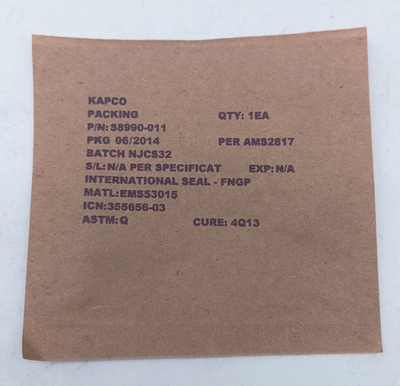 KAPCO
PACKING QTY: 1EA
P/N: S8990-011
PKG 06/2014 PER AMS2817
BATCH NJCS32
S/L: N/A PER SPECIFICAT EXP: N/A
INTERNATIONAL SEAL - FNGP
MATL:EMS53015
ICN:355656-03
ASTM: Q CURE: 4Q13